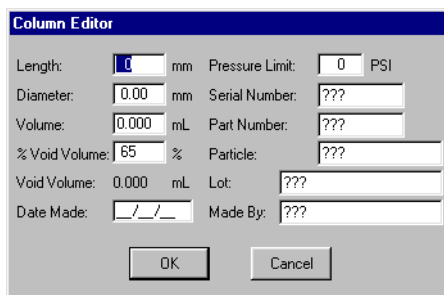 Column Editor
Length: 0 mm Pressure Limit: 0 PSI
Diameter: 0.00 mm Serial Number: ???
Volume: 0.000 mL Part Number: ???
% Void Volume: 65 % Particle: ???
Void Volume: 0.000 mL Lot: ???
Date Made: __/__/__ Made By: ???
OK Cancel